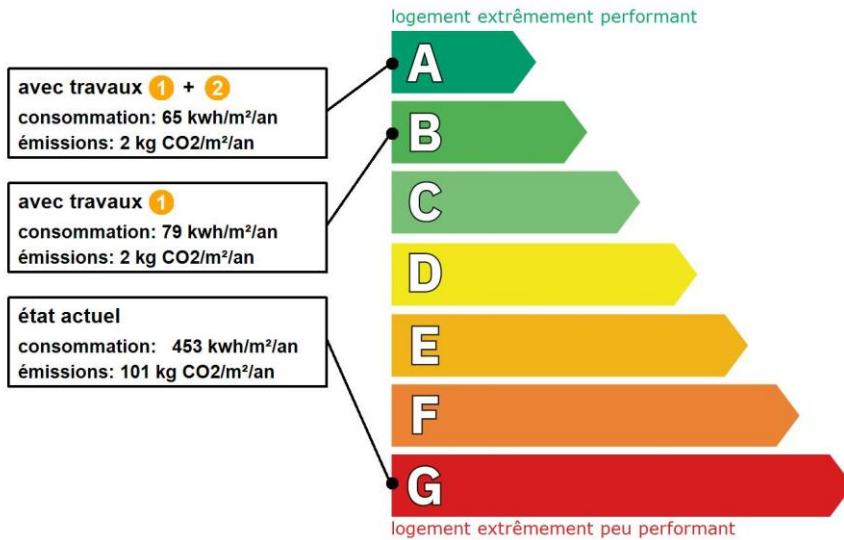 logement extrêmement performant
A
avec travaux 1 + 2
consommation: 65 kwh/m²/an
émissions: 2 kg CO2/m²/an
B
avec travaux 1
consommation: 79 kwh/m²/an
émissions: 2 kg CO2/m²/an
C
D
état actuel
consommation: 453 kwh/m²/an
émissions: 101 kg CO2/m²/an
E
F
G
logement extrêmement peu performant